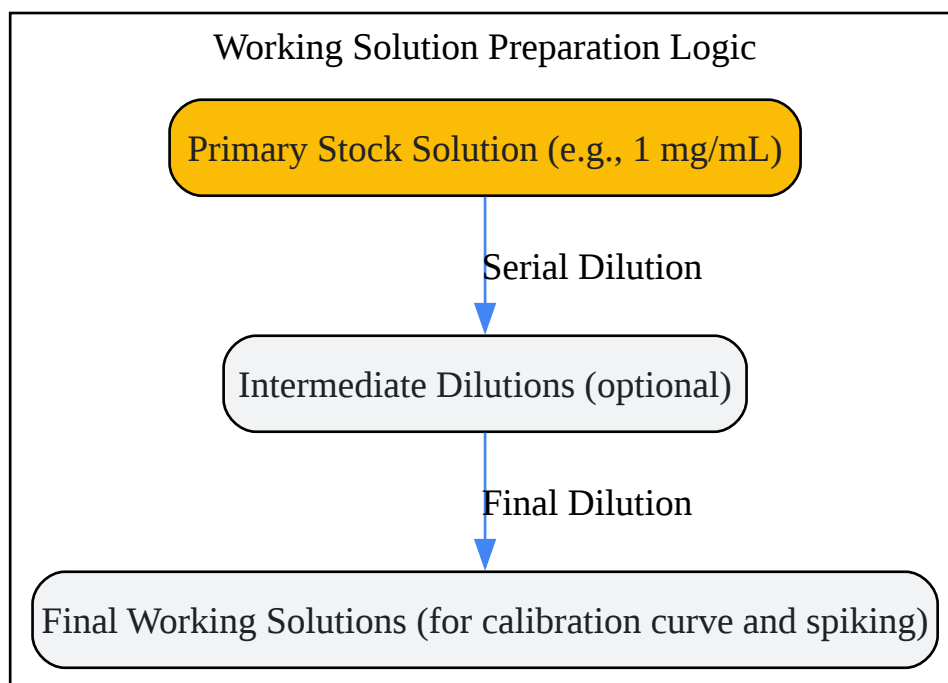 Working Solution Preparation Logic
Primary Stock Solution (e.g., 1 mg/mL)
Serial Dilution
Intermediate Dilutions (optional)
Final Dilution
Final Working Solutions (for calibration curve and spiking)